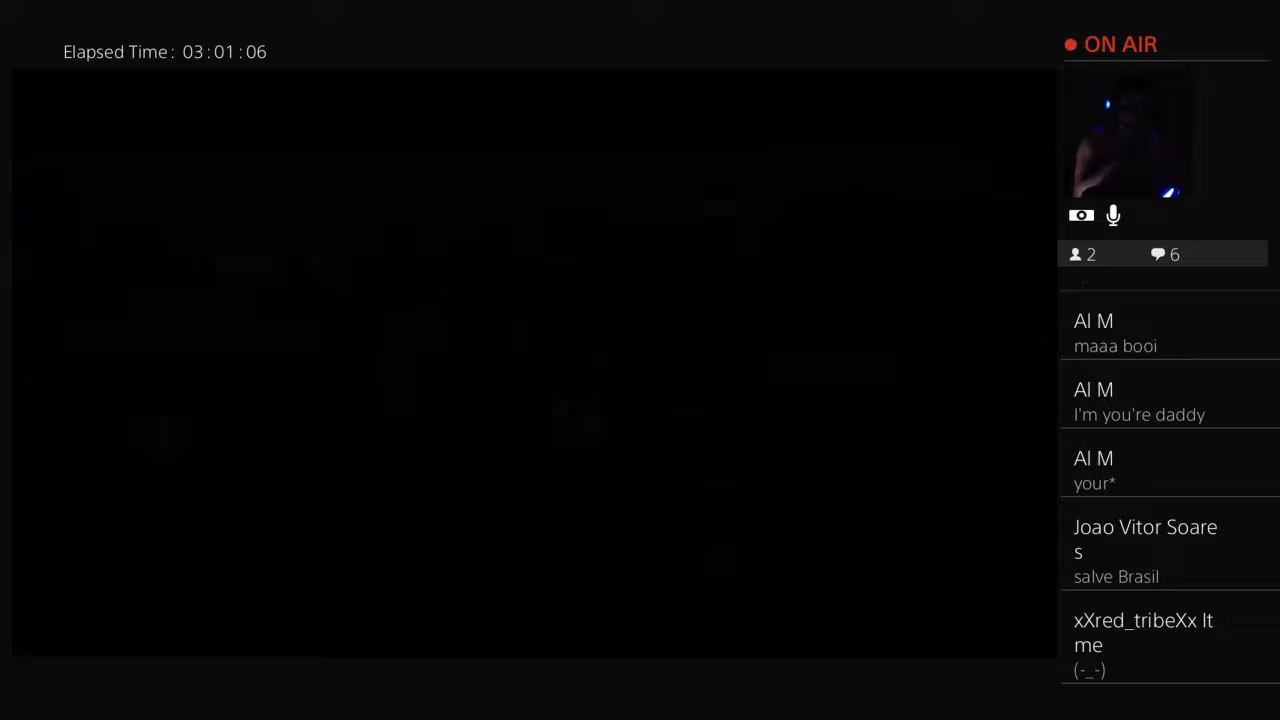 Elapsed Time: 03:01:06
ON AIR
2 6
Al M
maaa booi
Al M
I'm you're daddy
Al M
your*
Joao Vitor Soare
s
salve Brasil
xXred_tribeXx It
me
(-_-)